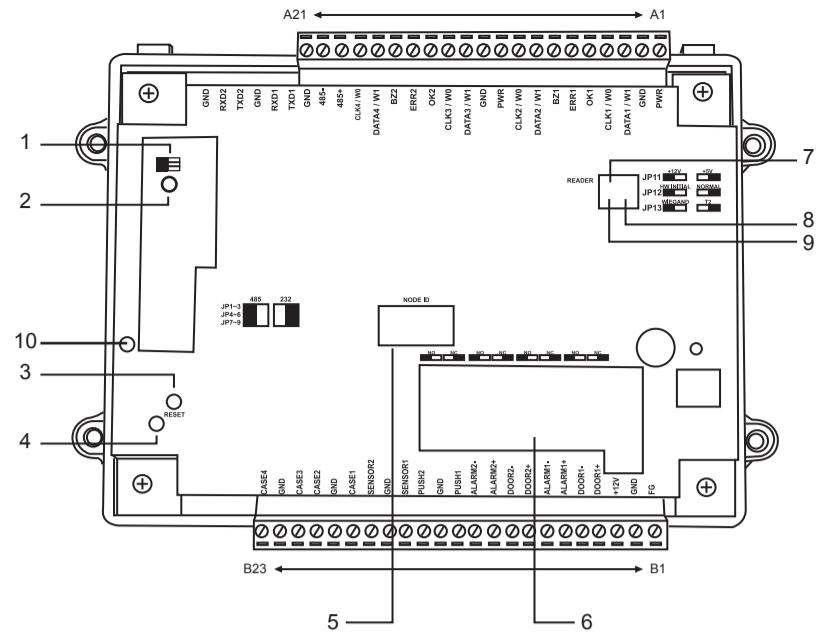 A21 A1
GND RXD2 TXD2 GND RXD1 TXD1 GND 485- 485+ CLK4 / W0 DATA4 / W1 BZ2 ERR2 OK2 CLK3 / W0 DATA3 / W1 GND PWR CLK2 / W0 DATA2 / W1 BZ1 ERR1 OK1 CLK1 / W0 DATA1 / W1 GND PWR
1
2
READER
7
8
9
JP11 +12V +5V
JP12 HW INITIAL NORMAL
JP13 WIEGAND T2
485 232
JP1~3
JP4~6
JP7~9
NODE ID
10
NO NC NO NC NO NC NO NC
3
RESET
4
CASE4 GND CASE3 CASE2 GND CASE1 SENSOR2 GND SENSOR1 PUSH2 GND PUSH1 ALARM2- ALARM2+ DOOR2- DOOR2+ ALARM1- ALARM1+ DOOR1- DOOR1+ +12V GND FG
B23 B1
5 6